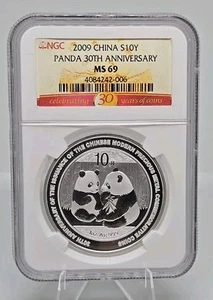 NGC
2009 CHINA S10Y
PANDA 30TH ANNIVERSARY
MS 69
4084242-006
celebrating 30 years of coins
10元
30TH ANNIVERSARY OF THE ISSUANCE OF THE CHINESE MODERN PRECIOUS METAL COMMEMORATIVE COINS